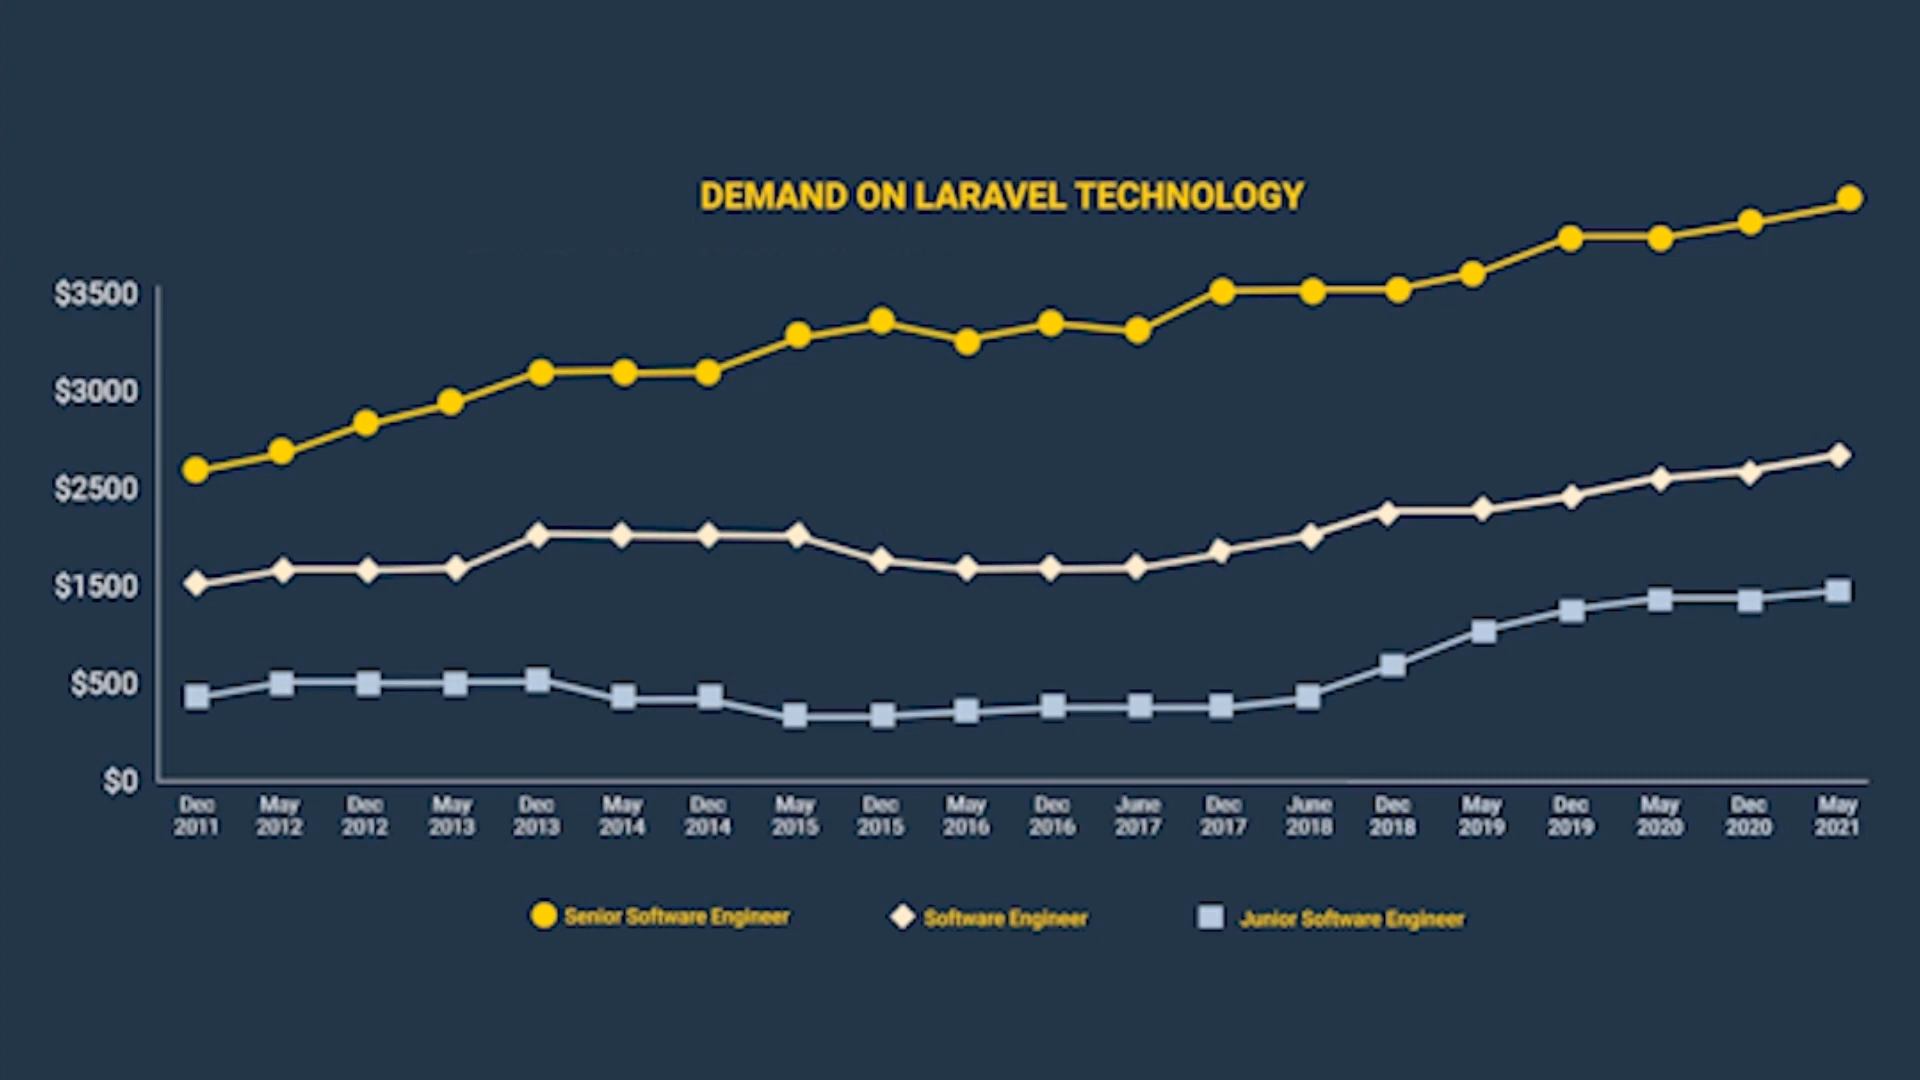 DEMAND ON LARAVEL TECHNOLOGY
$3500
$3000
$2500
$1500
$500
$0
Dec May Dec May Dec May Dec May Dec May Dec June Dec June Dec May Dec May Dec May
2011 2012 2012 2013 2013 2014 2014 2015 2015 2016 2016 2017 2017 2018 2018 2019 2019 2020 2020 2021
Senior Software Engineer Software Engineer Junior Software Engineer